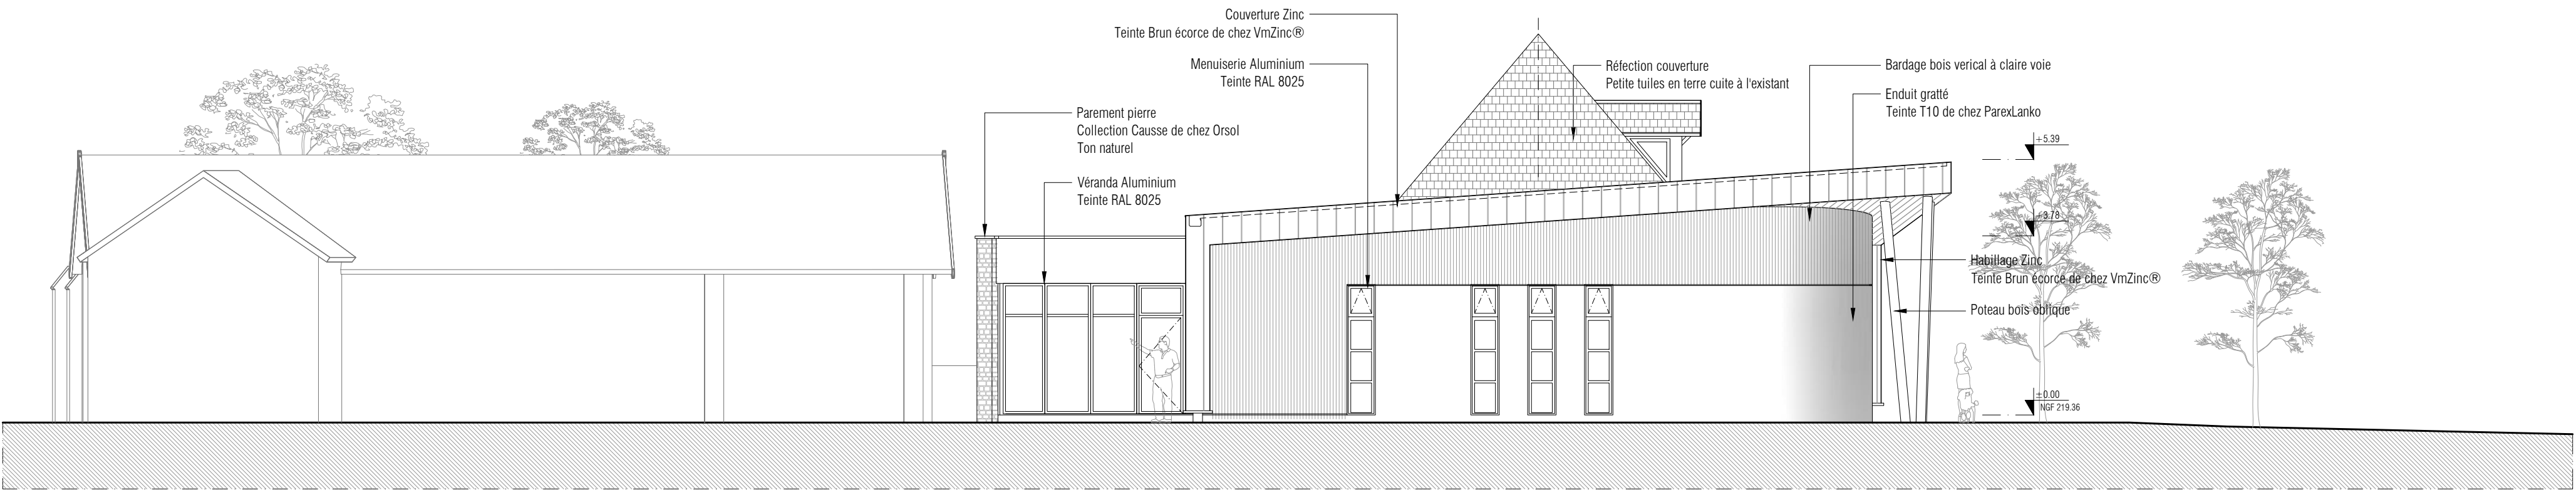 Couverture Zinc
Teinte Brun écorce de chez VmZinc®
Menuiserie Aluminium
Teinte RAL 8025
Parement pierre
Collection Causse de chez Orsol
Ton naturel
Véranda Aluminium
Teinte RAL 8025
Réfection couverture
Petite tuiles en terre cuite à l'existant
Bardage bois verical à claire voie
Enduit gratté
Teinte T10 de chez ParexLanko
+5.39
+3.78
Habillage Zinc
Teinte Brun écorce de chez VmZinc®
Poteau bois oblique
±0.00
NGF 219.36